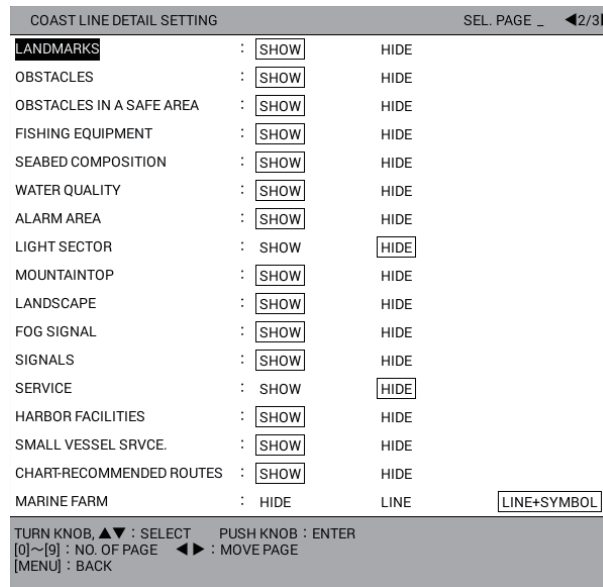 COAST LINE DETAIL SETTING SEL. PAGE _ ◀2/3
LANDMARKS : SHOW HIDE
OBSTACLES : SHOW HIDE
OBSTACLES IN A SAFE AREA : SHOW HIDE
FISHING EQUIPMENT : SHOW HIDE
SEABED COMPOSITION : SHOW HIDE
WATER QUALITY : SHOW HIDE
ALARM AREA : SHOW HIDE
LIGHT SECTOR : SHOW HIDE
MOUNTAINTOP : SHOW HIDE
LANDSCAPE : SHOW HIDE
FOG SIGNAL : SHOW HIDE
SIGNALS : SHOW HIDE
SERVICE : SHOW HIDE
HARBOR FACILITIES : SHOW HIDE
SMALL VESSEL SRVCE. : SHOW HIDE
CHART-RECOMMENDED ROUTES : SHOW HIDE
MARINE FARM : HIDE LINE LINE+SYMBOL
TURN KNOB, ▲▼ : SELECT PUSH KNOB : ENTER
[0]～[9] : NO. OF PAGE ◀ ▶ : MOVE PAGE
[MENU] : BACK